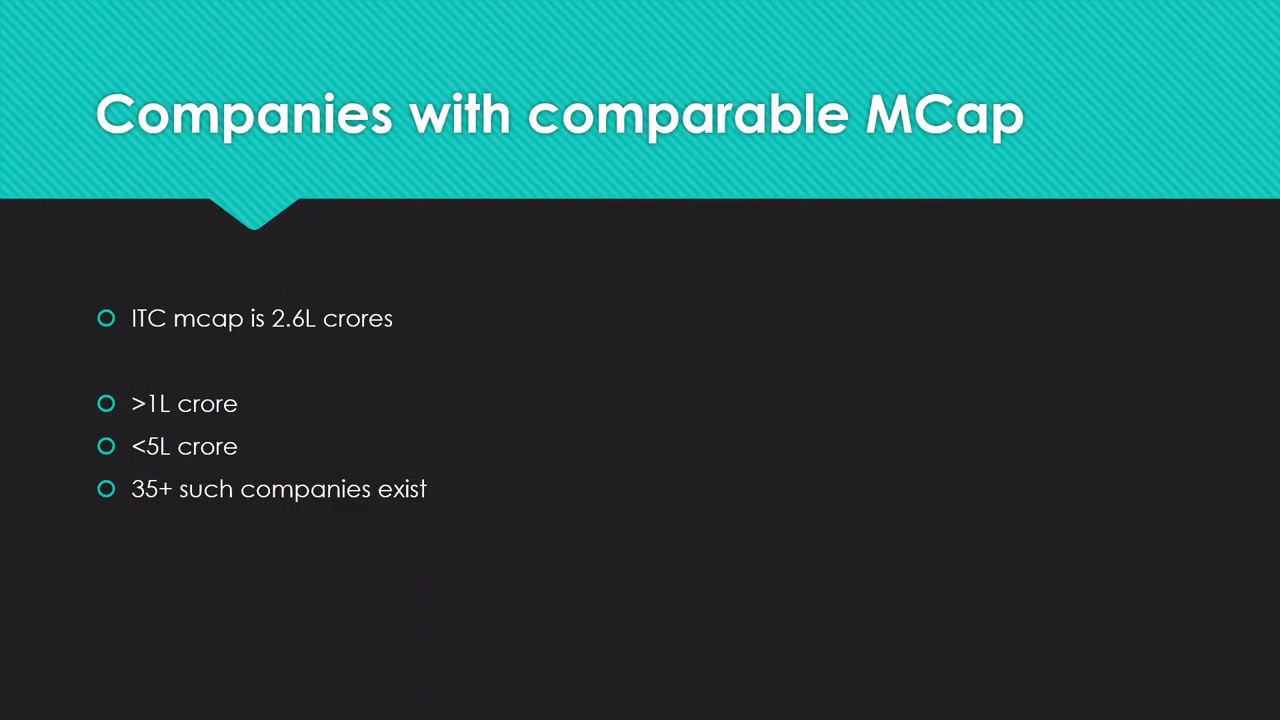 Companies with comparable MCap
ITC mcap is 2.6L crores
>1L crore
<5L crore
35+ such companies exist